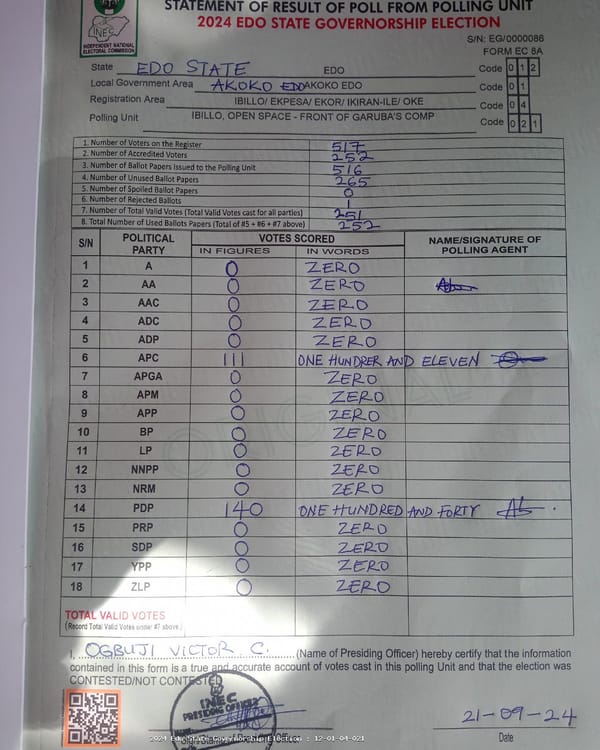 STATEMENT OF RESULT OF POLL FROM POLLING UNIT
2024 EDO STATE GOVERNORSHIP ELECTION
INEC
INDEPENDENT NATIONAL ELECTORAL COMMISSION
S/N: EG/0000086
FORM EC 8A
State EDO STATE EDO Code 0 1 2
Local Government Area AKOKO EDO AKOKO EDO Code 0 1
Registration Area IBILLO/ EKPESA/ EKOR/ IKIRAN-ILE/ OKE Code 0 4
Polling Unit IBILLO, OPEN SPACE - FRONT OF GARUBA'S COMP Code 0 2 1
1. Number of Voters on the Register 517
2. Number of Accredited Voters 252
3. Number of Ballot Papers Issued to the Polling Unit 516
4. Number of Unused Ballot Papers 265
5. Number of Spoiled Ballot Papers 0
6. Number of Rejected Ballots 1
7. Number of Total Valid Votes (Total Valid Votes cast for all parties) 251
8. Total Number of Used Ballots Papers (Total of #5 + #6 + #7 above) 252
S/N POLITICAL PARTY VOTES SCORED NAME/SIGNATURE OF POLLING AGENT
IN FIGURES IN WORDS
1 A 0 ZERO
2 AA 0 ZERO
3 AAC 0 ZERO
4 ADC 0 ZERO
5 ADP 0 ZERO
6 APC 111 ONE HUNDRER AND ELEVEN
7 APGA 0 ZERO
8 APM 0 ZERO
9 APP 0 ZERO
10 BP 0 ZERO
11 LP 0 ZERO
12 NNPP 0 ZERO
13 NRM 0 ZERO
14 PDP 140 ONE HUNDRED AND FORTY
15 PRP 0 ZERO
16 SDP 0 ZERO
17 YPP 0 ZERO
18 ZLP 0 ZERO
TOTAL VALID VOTES
(Record Total Valid Votes under #7 above)
I, OGBUJI VICTOR C. (Name of Presiding Officer) hereby certify that the information
contained in this form is a true and accurate account of votes cast in this polling Unit and that the election was
CONTESTED/NOT CONTESTED
INEC
PRESIDING OFFICER
21-09-24
Date
2024 Edo State Governorship Election : 12-01-04-021